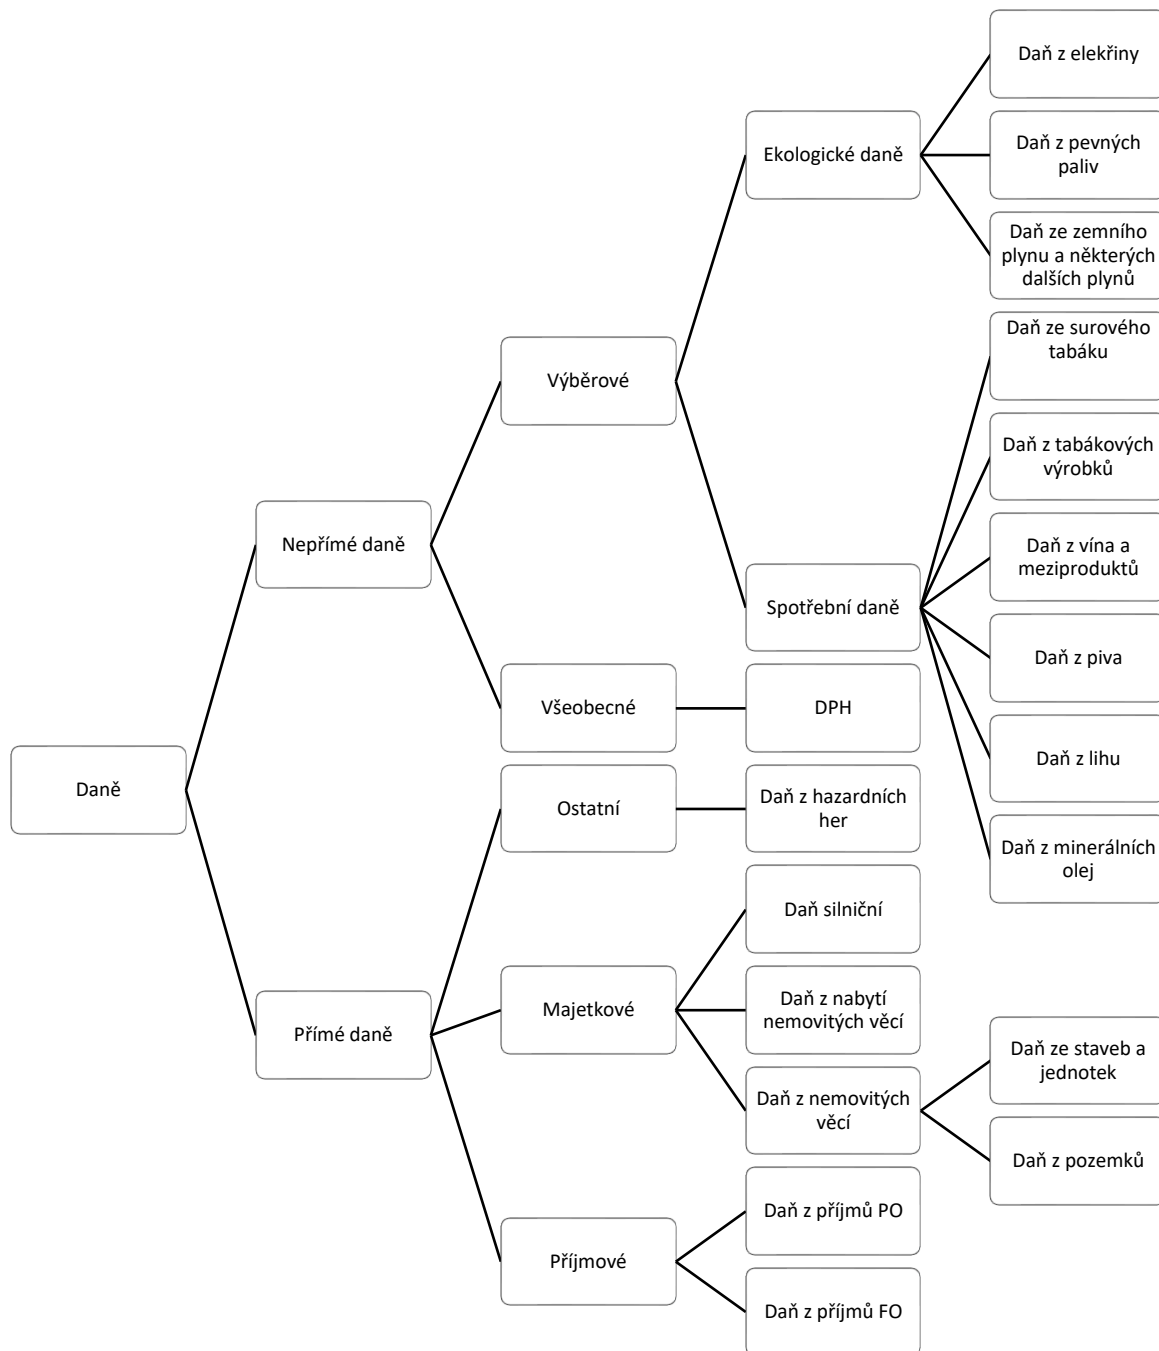 Daň z elekřiny
Ekologické daně
Daň z pevných
paliv
Daň ze zemního
plynu a některých
dalších plynů
Daň ze surového
tabáku
Výběrové
Daň z tabákových
výrobků
Nepřímé daně
Daň z vína a
meziproduktů
Spotřební daně
Daň z piva
Všeobecné
DPH
Daň z lihu
Daně
Ostatní
Daň z hazardních
her
Daň z minerálních
olej
Daň silniční
Přímé daně
Majetkové
Daň z nabytí
nemovitých věcí
Daň ze staveb a
jednotek
Daň z nemovitých
věcí
Daň z pozemků
Daň z příjmů PO
Příjmové
Daň z příjmů FO